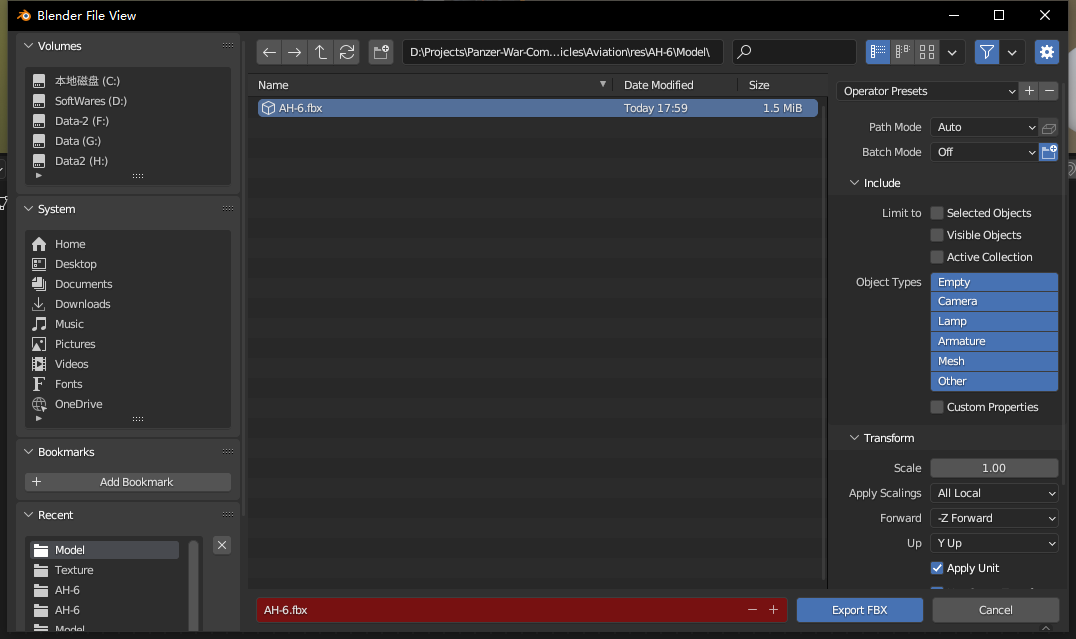 Blender File View
Volumes
本地磁盘 (C:)
SoftWares (D:)
Data-2 (F:)
Data (G:)
Data2 (H:)
System
Home
Desktop
Documents
Downloads
Music
Pictures
Videos
Fonts
OneDrive
Bookmarks
Add Bookmark
Recent
Model
Texture
AH-6
AH-6
Model
D:\Projects\Panzer-War-Com...icles\Aviation\res\AH-6\Model\
Name Date Modified Size
AH-6.fbx Today 17:59 1.5 MiB
AH-6.fbx
Operator Presets
Path Mode Auto
Batch Mode Off
Include
Limit to Selected Objects
Visible Objects
Active Collection
Object Types Empty
Camera
Lamp
Armature
Mesh
Other
Custom Properties
Transform
Scale 1.00
Apply Scalings All Local
Forward -Z Forward
Up Y Up
Apply Unit
Export FBX Cancel